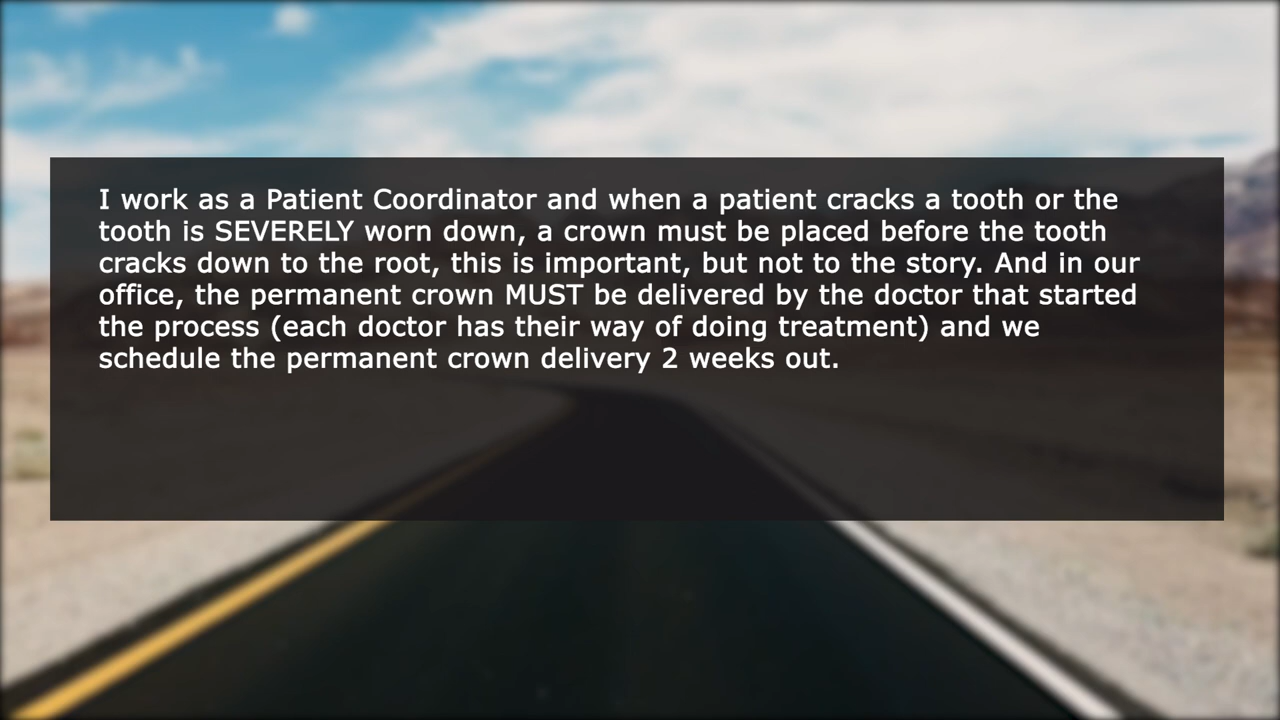 I work as a Patient Coordinator and when a patient cracks a tooth or the
tooth is SEVERELY worn down, a crown must be placed before the tooth
cracks down to the root, this is important, but not to the story. And in our
office, the permanent crown MUST be delivered by the doctor that started
the process (each doctor has their way of doing treatment) and we
schedule the permanent crown delivery 2 weeks out.